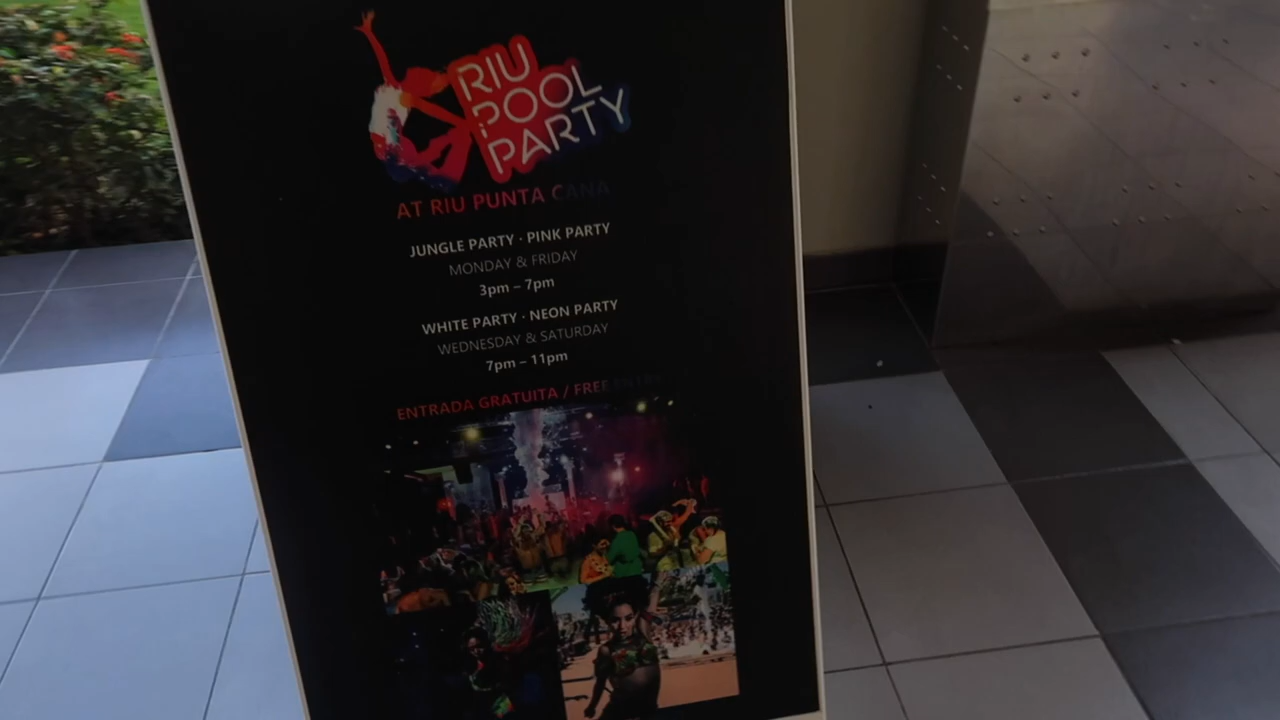 RIU
POOL
PARTY
AT RIU PUNTA CANA
JUNGLE PARTY · PINK PARTY
MONDAY & FRIDAY
3pm – 7pm
WHITE PARTY · NEON PARTY
WEDNESDAY & SATURDAY
7pm – 11pm
ENTRADA GRATUITA / FREE ENTRY